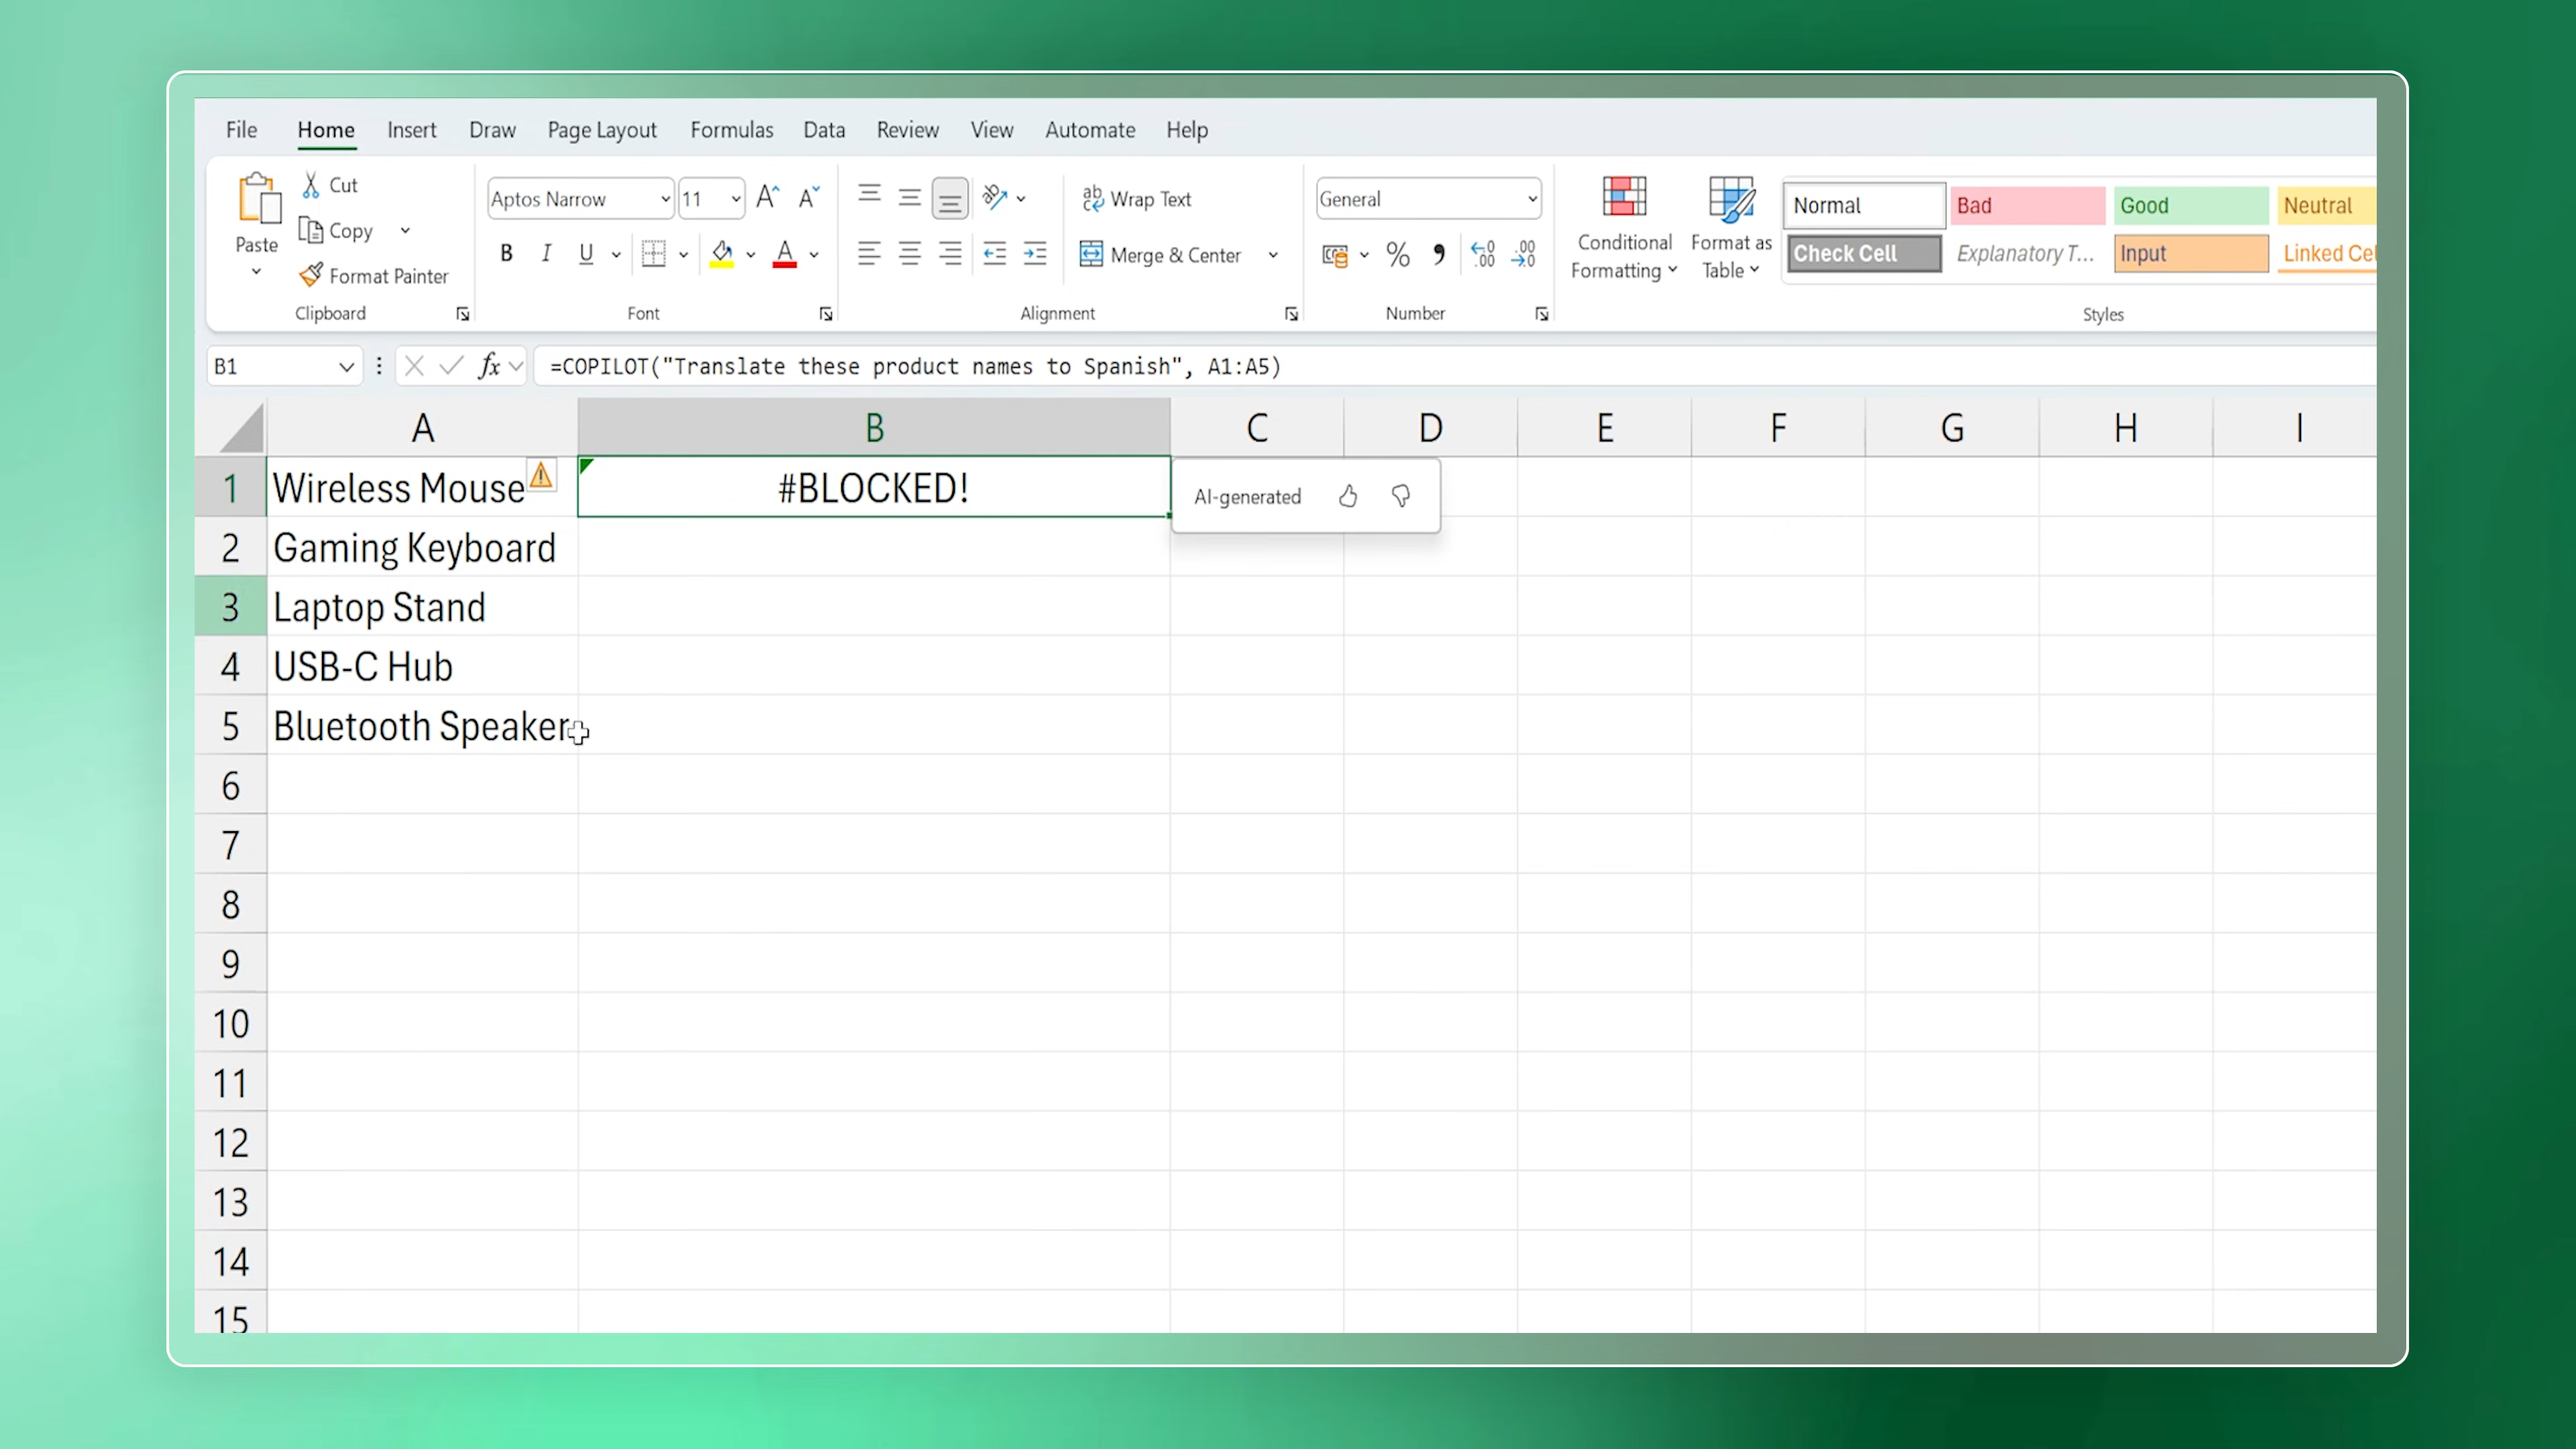 File Home Insert Draw Page Layout Formulas Data Review View Automate Help
Paste
Cut
Copy
Format Painter
Clipboard
Aptos Narrow 11
B I U
Font
Wrap Text
Merge & Center
Alignment
General
% 9
Number
Conditional Formatting
Format as Table
Normal Bad Good Neutral
Check Cell Explanatory T... Input Linked Cel
Styles
B1 fx =COPILOT("Translate these product names to Spanish", A1:A5)
A B C D E F G H I
1 Wireless Mouse #BLOCKED! AI-generated
2 Gaming Keyboard
3 Laptop Stand
4 USB-C Hub
5 Bluetooth Speaker
6
7
8
9
10
11
12
13
14
15